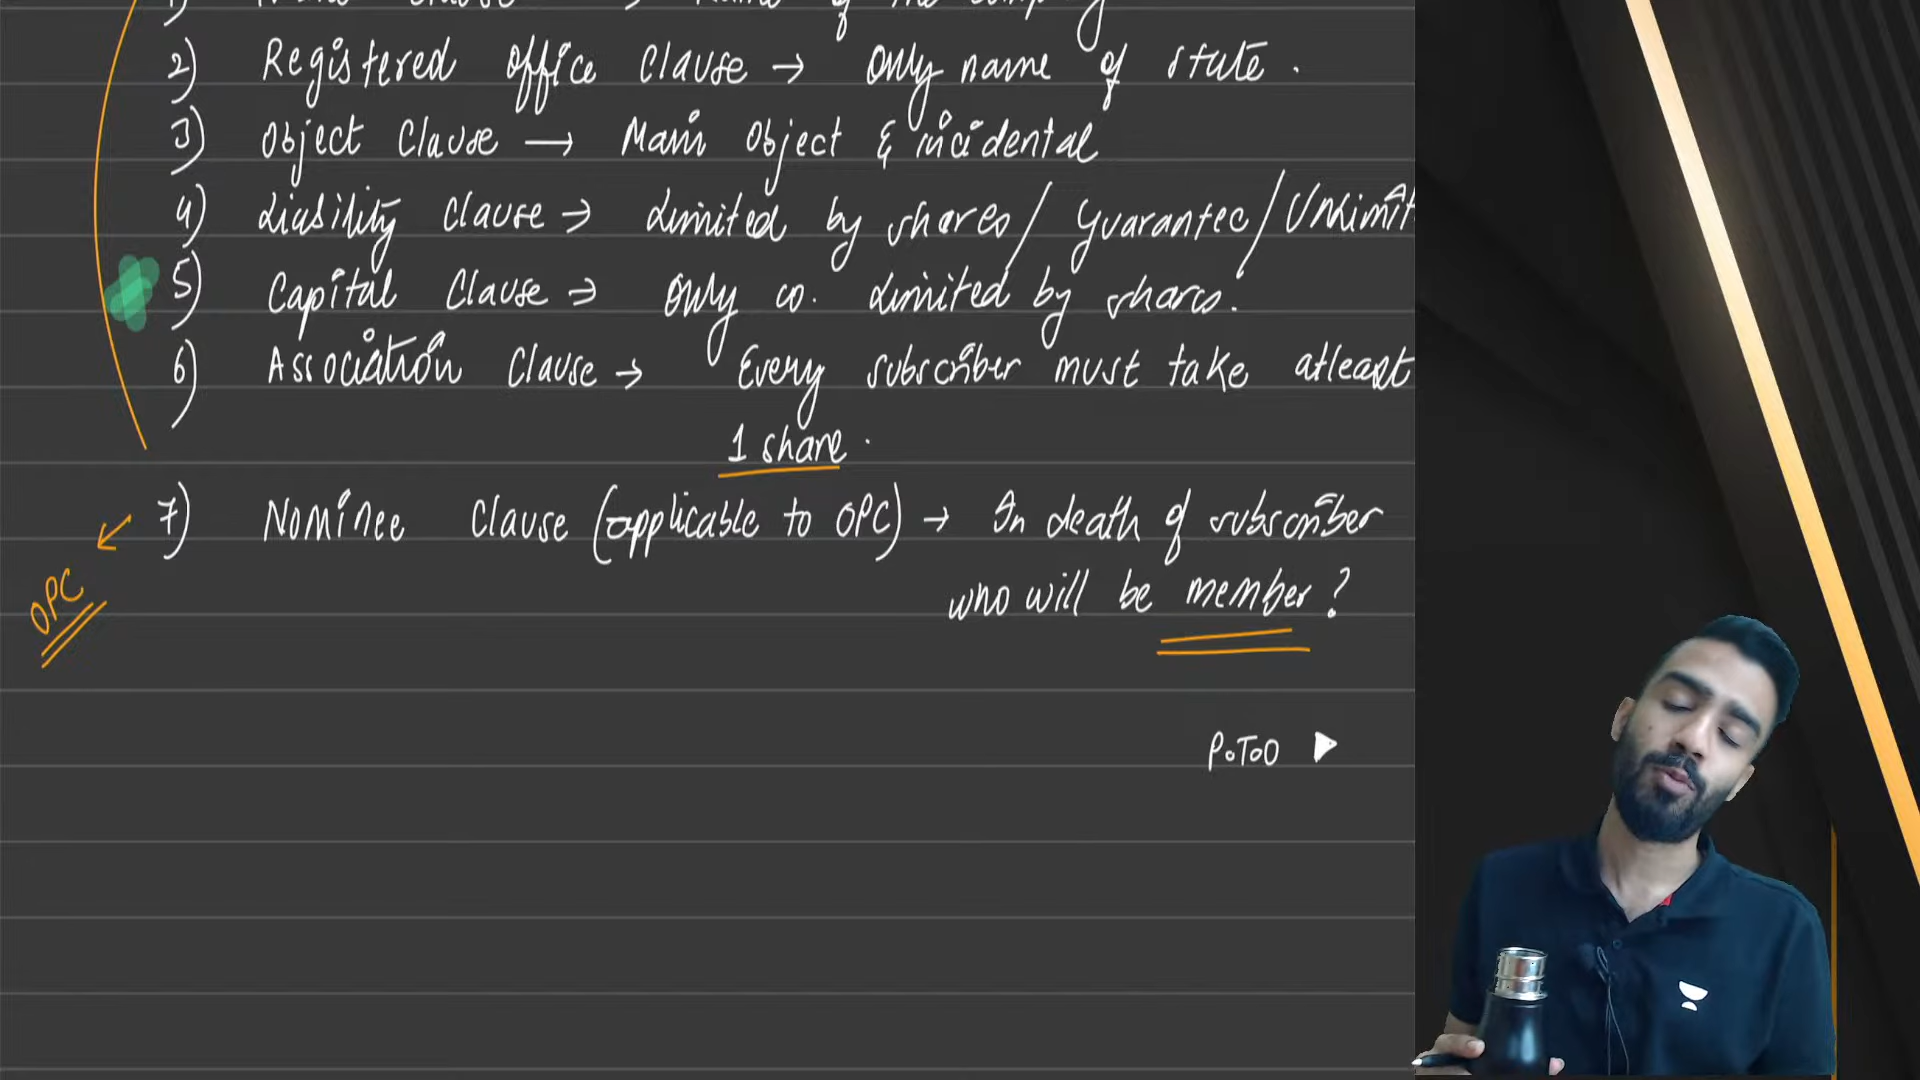 2) Registered office Clause → Only name of state.
3) Object Clause → Main Object & incidental
4) Liability Clause → Limited by shares/ guarantee/
5) Capital Clause → Only co. Limited by shares.
6) Association Clause → Every subscriber must take atleast
1 share.
7) Nominee Clause (applicable to OPC) → In death of subscriber
who will be member?
OPC
P.T.O